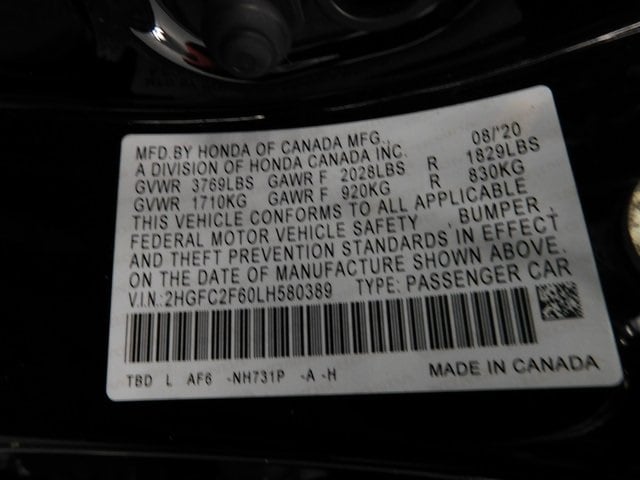 MFD.BY HONDA OF CANADA MFG., 08/'20
A DIVISION OF HONDA CANADA INC.
GVWR 3769LBS GAWR F 2028LBS R 1829LBS
GVWR 1710KG GAWR F 920KG R 830KG
THIS VEHICLE CONFORMS TO ALL APPLICABLE
FEDERAL MOTOR VEHICLE SAFETY, BUMPER,
AND THEFT PREVENTION STANDARDS IN EFFECT
ON THE DATE OF MANUFACTURE SHOWN ABOVE.
V.I.N.:2HGFC2F60LH580389 TYPE: PASSENGER CAR
TBD L AF6 -NH731P -A -H MADE IN CANADA